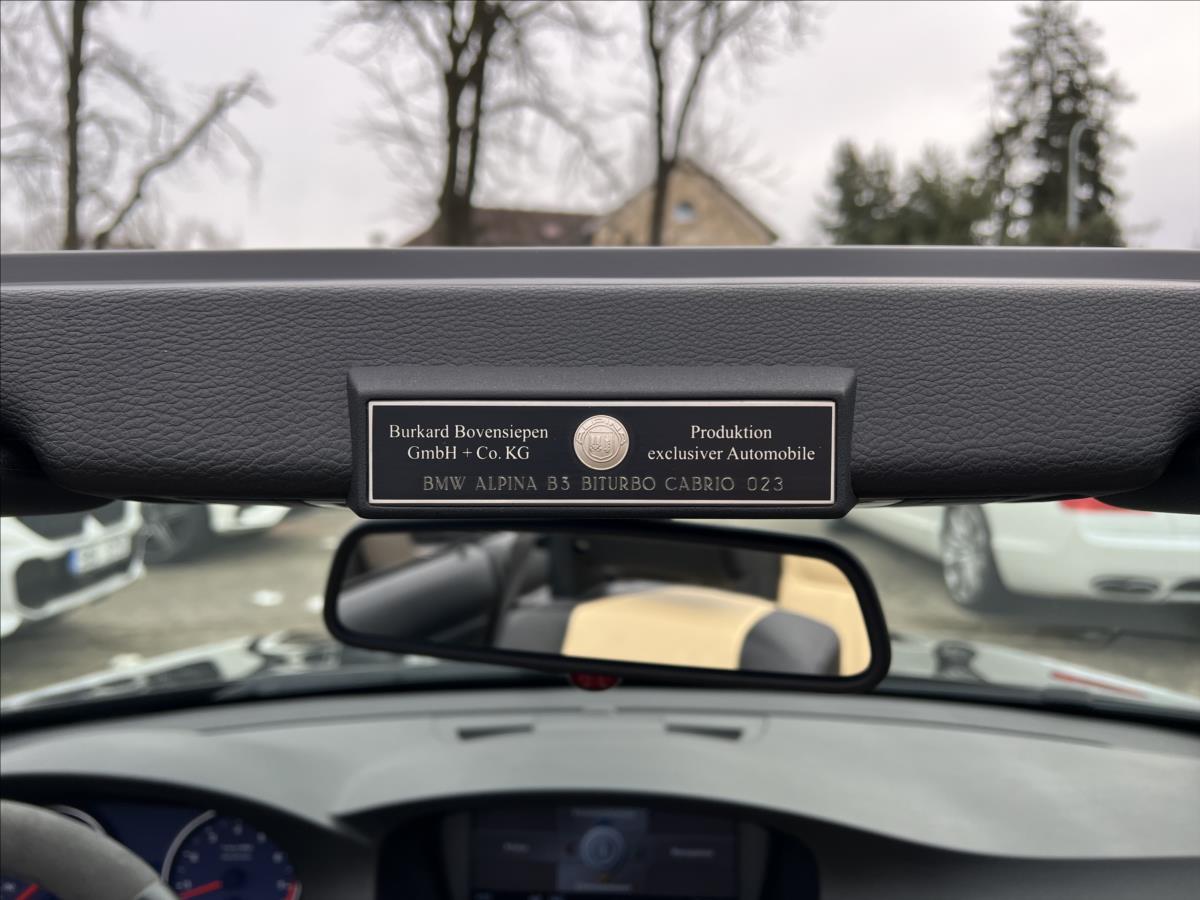 Burkard Bovensiepen
GmbH + Co. KG
Produktion
exclusiver Automobile
BMW ALPINA B3 BITURBO CABRIO 023